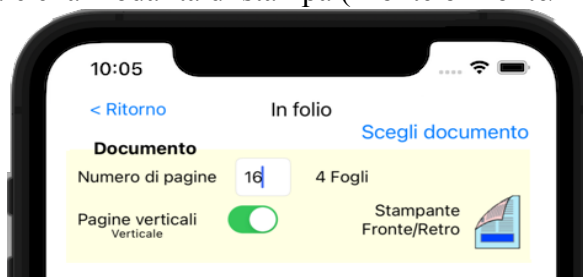 10:05
< Ritorno
In folio
Scegli documento
Documento
Numero di pagine 16 4 Fogli
Pagine verticali
Verticale
Stampante
Fronte/Retro